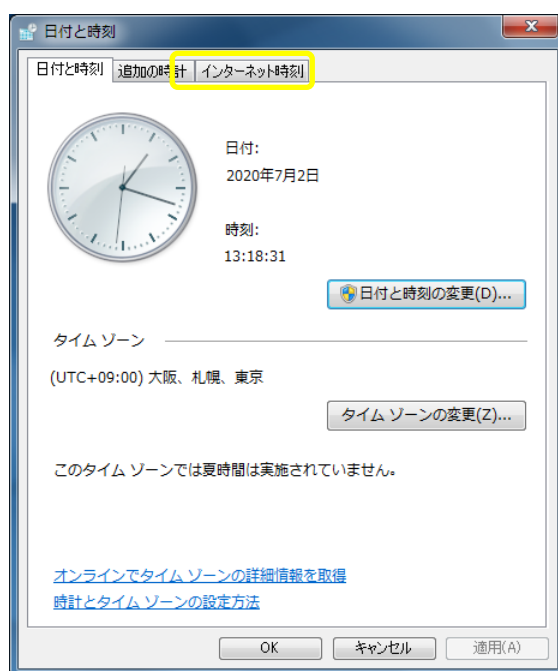 日付と時刻
日付と時刻 追加の時計 インターネット時刻
日付:
2020年7月2日
時刻:
13:18:31
日付と時刻の変更(D)...
タイム ゾーン
(UTC+09:00) 大阪、札幌、東京
タイム ゾーンの変更(Z)...
このタイム ゾーンでは夏時間は実施されていません。
オンラインでタイム ゾーンの詳細情報を取得
時計とタイム ゾーンの設定方法
OK キャンセル 適用(A)